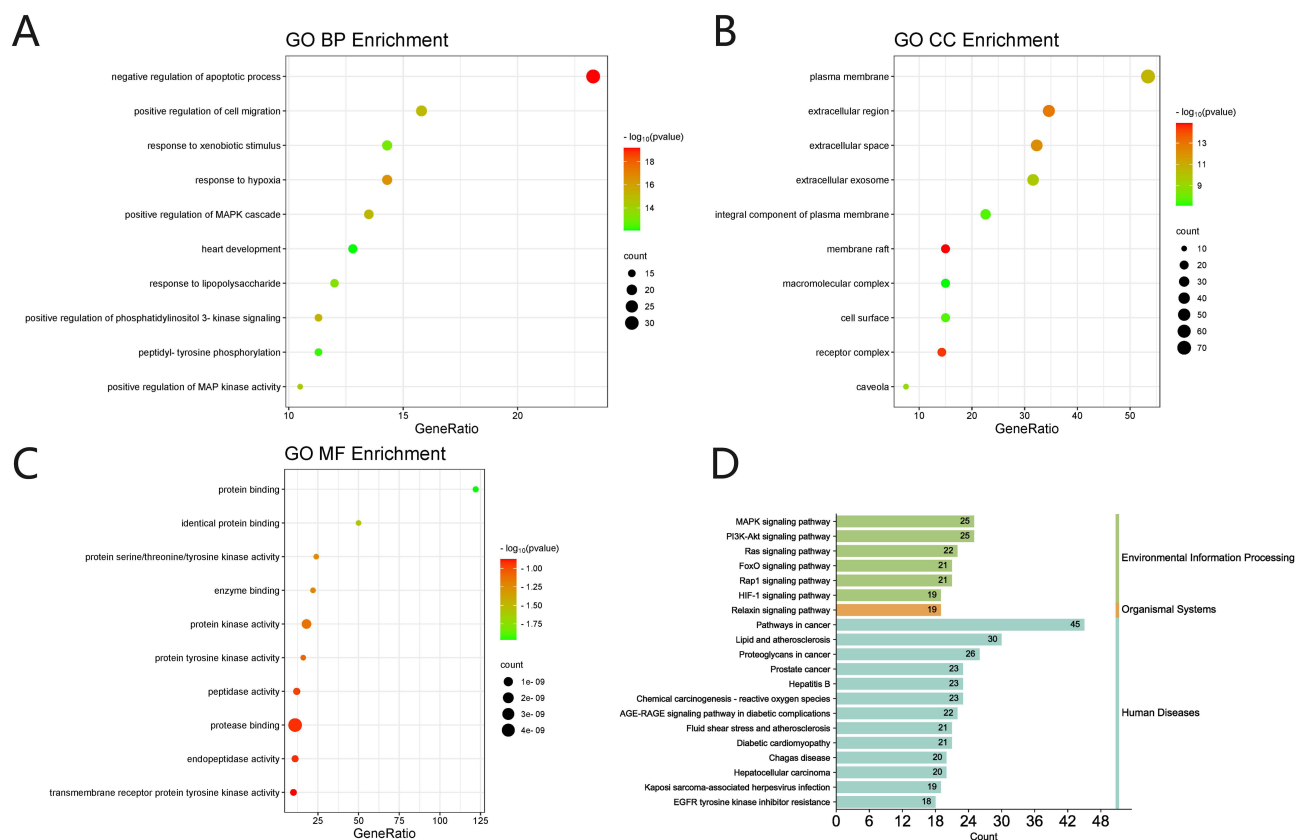 A
GO BP Enrichment
negative regulation of apoptotic process
positive regulation of cell migration
response to xenobiotic stimulus
response to hypoxia
positive regulation of MAPK cascade
heart development
response to lipopolysaccharide
positive regulation of phosphatidylinositol 3- kinase signaling
peptidyl- tyrosine phosphorylation
positive regulation of MAP kinase activity
10 15 20
GeneRatio
- log10(pvalue)
18
16
14
count
15
20
25
30
B
GO CC Enrichment
plasma membrane
extracellular region
extracellular space
extracellular exosome
integral component of plasma membrane
membrane raft
macromolecular complex
cell surface
receptor complex
caveola
10 20 30 40 50
GeneRatio
- log10(pvalue)
13
11
9
count
10
20
30
40
50
60
70
C
GO MF Enrichment
protein binding
identical protein binding
protein serine/threonine/tyrosine kinase activity
enzyme binding
protein kinase activity
protein tyrosine kinase activity
peptidase activity
protease binding
endopeptidase activity
transmembrane receptor protein tyrosine kinase activity
25 50 75 100 125
GeneRatio
- log10(pvalue)
- 1.00
- 1.25
- 1.50
- 1.75
count
1e- 09
2e- 09
3e- 09
4e- 09
D
MAPK signaling pathway 25
PI3K-Akt signaling pathway 25
Ras signaling pathway 22
FoxO signaling pathway 21
Rap1 signaling pathway 21
HIF-1 signaling pathway 19
Relaxin signaling pathway 19
Pathways in cancer 45
Lipid and atherosclerosis 30
Proteoglycans in cancer 26
Prostate cancer 23
Hepatitis B 23
Chemical carcinogenesis - reactive oxygen species 23
AGE-RAGE signaling pathway in diabetic complications 22
Fluid shear stress and atherosclerosis 21
Diabetic cardiomyopathy 21
Chagas disease 20
Hepatocellular carcinoma 20
Kaposi sarcoma-associated herpesvirus infection 19
EGFR tyrosine kinase inhibitor resistance 18
0 3 6 9 12 15 18 21 24 27 30 33 36 39 42 45 48
Count
Environmental Information Processing
Organismal Systems
Human Diseases